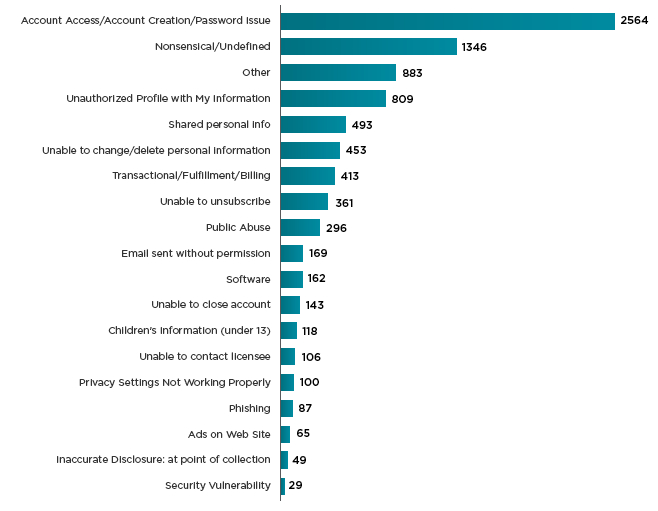 Account Access/Account Creation/Password Issue 2564
Nonsensical/Undefined 1346
Other 883
Unauthorized Profile with My Information 809
Shared personal info 493
Unable to change/delete personal information 453
Transactional/Fulfillment/Billing 413
Unable to unsubscribe 361
Public Abuse 296
Email sent without permission 169
Software 162
Unable to close account 143
Children's Information (under 13) 118
Unable to contact licensee 106
Privacy Settings Not Working Properly 100
Phishing 87
Ads on Web Site 65
Inaccurate Disclosure: at point of collection 49
Security Vulnerability 29